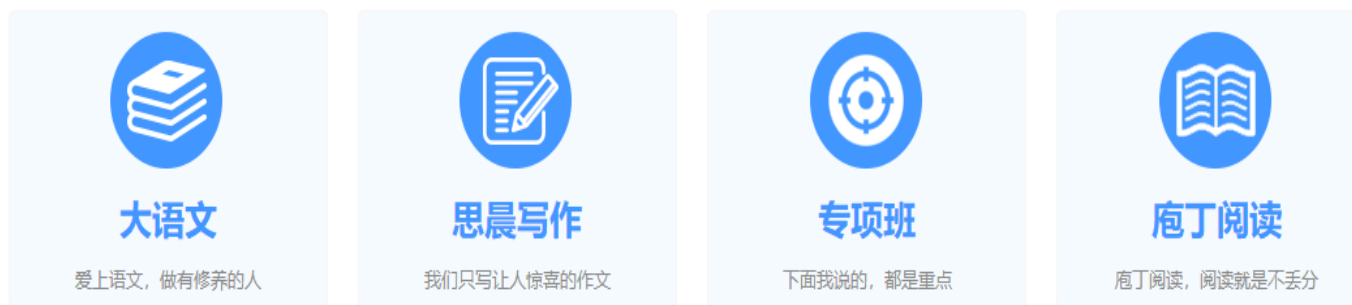 大语文
爱上语文，做有修养的人
思晨写作
我们只写让人惊喜的作文
专项班
下面我说的，都是重点
庖丁阅读
庖丁阅读，阅读就是不丢分